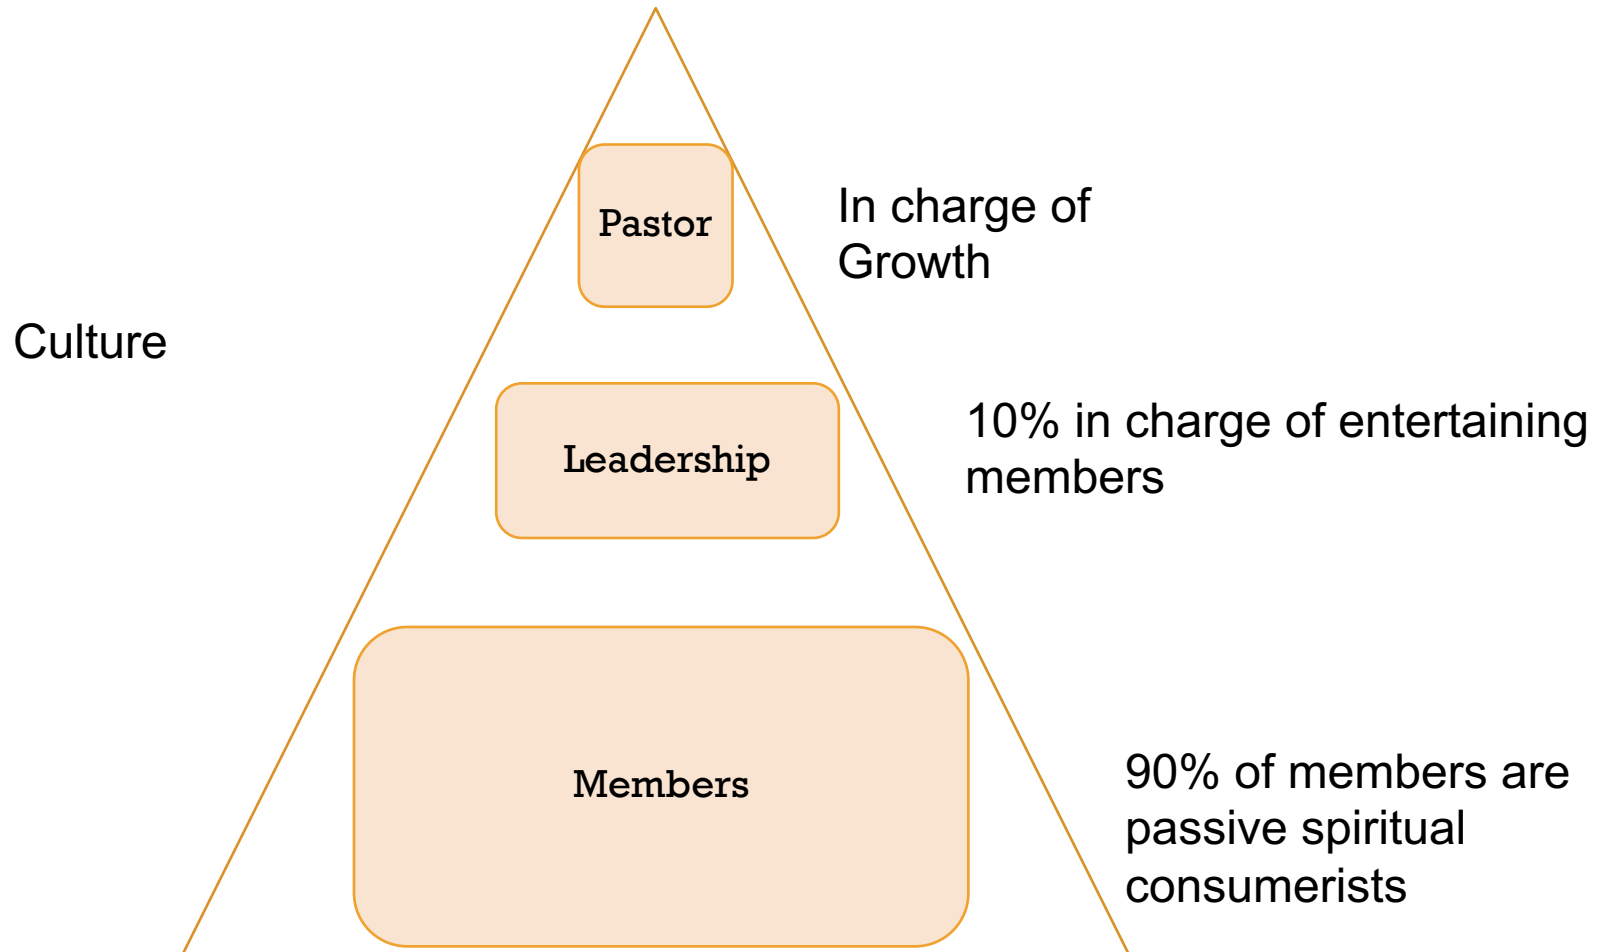 Pastor
In charge of
Growth
Culture
Leadership
10% in charge of entertaining
members
Members
90% of members are
passive spiritual
consumerists